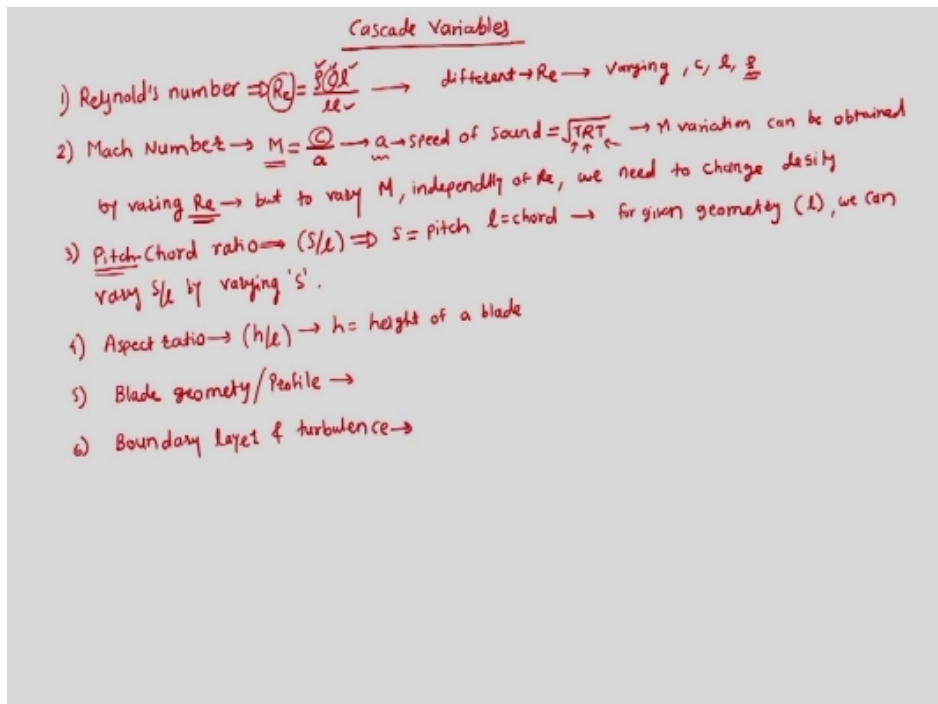 Cascade Variables
1) Reynold's number ⇒ Re = ρcl/μ → different → Re → varying, c, l, ρ
2) Mach Number → M = c/a → a → speed of sound = √γRT → M variation can be obtained
by varing Re → but to vary M, independtly of Re, we need to change desity
3) Pitch-Chord ratio → (S/l) ⇒ s = pitch l = chord → for given geometry (l), we can
vary S/l by varying 's'.
4) Aspect ratio → (h/l) → h = height of a blade
5) Blade geomety/Profile →
6) Boundary layer & turbulence →